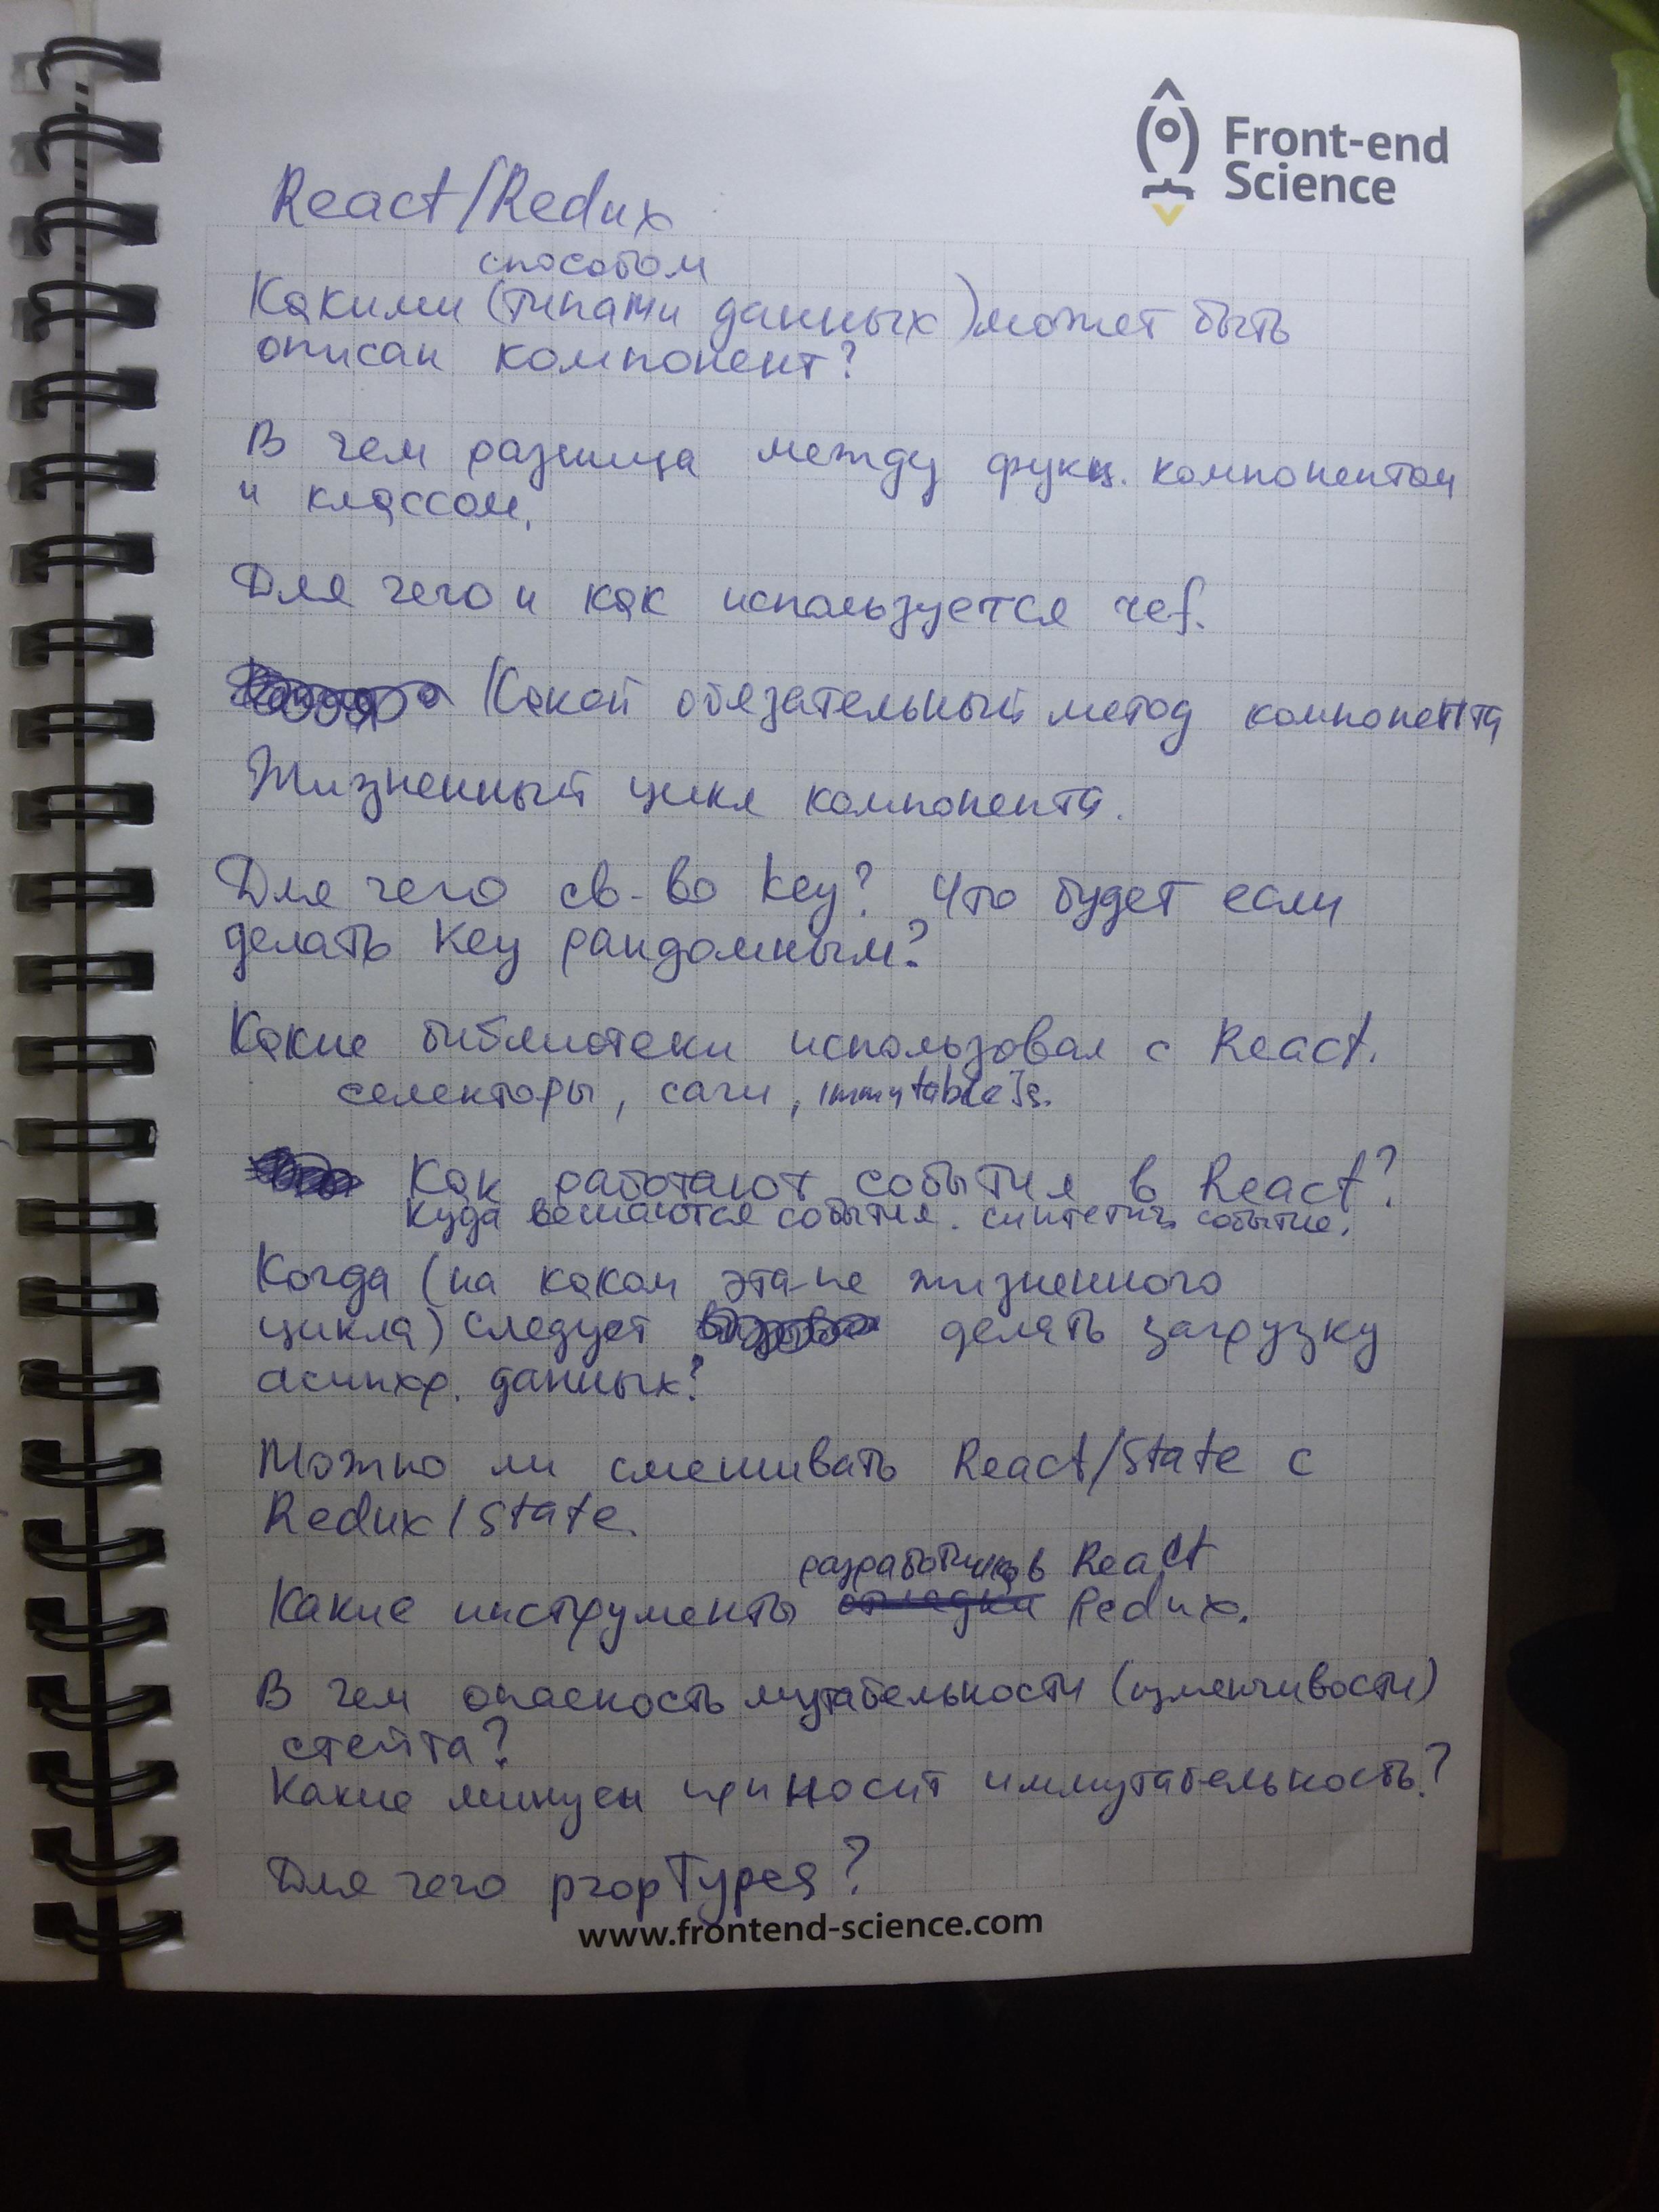 Front-end
Science
React/Redux
способом
Какими (типами данных) может быть
описан компонент?
В чем разница между функц. компонентом
и классом.
Для чего и как используется ref.
Какой обязательный метод компонента
Жизненный цикл компонента.
Для чего св-во key? Что будет если
делать key рандомным?
Какие библиотеки использовал с React.
селекторы, саги, immutable Js.
Как работают события в React?
куда вешаются события. синтетич. событие.
Когда (на каком этапе жизненного
цикла) следует делать загрузку
асинхр. данных?
Можно ли смешивать React/State с
Redux/State.
разработчика в React
Какие инструменты отладки Redux.
В чем опасность мутабельности (изменчивости)
стейта?
Какие минусы приносит иммутабельность?
Для чего propTypes?
www.frontend-science.com